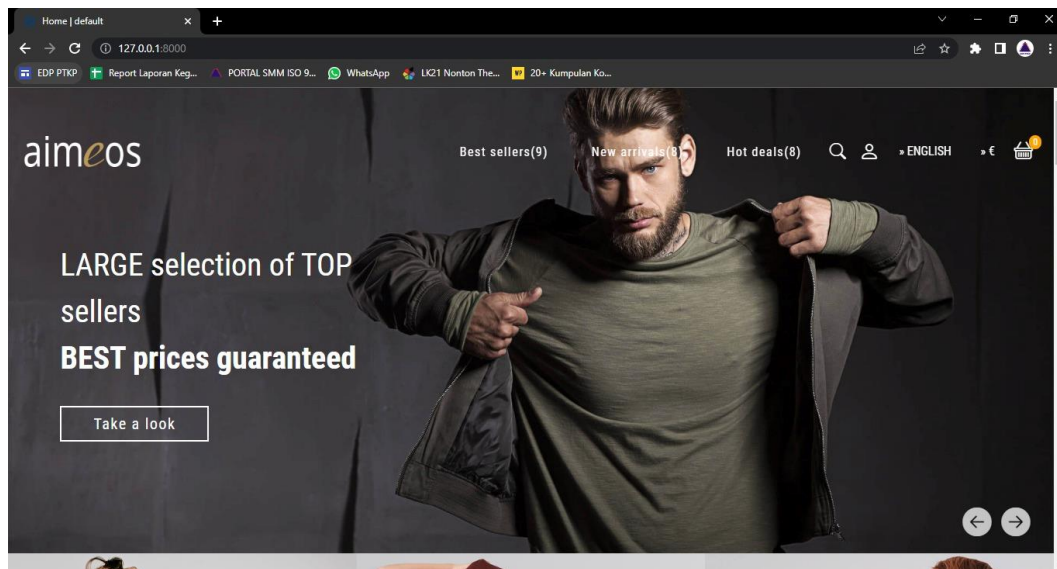 Home | default
127.0.0.1:8000
EDP PTKP Report Laporan Keg... PORTAL SMM ISO 9... WhatsApp LK21 Nonton The... 20+ Kumpulan Ko...
aimeos Best sellers(9) New arrivals(8) Hot deals(8) » ENGLISH » € 0
LARGE selection of TOP
sellers
BEST prices guaranteed
Take a look